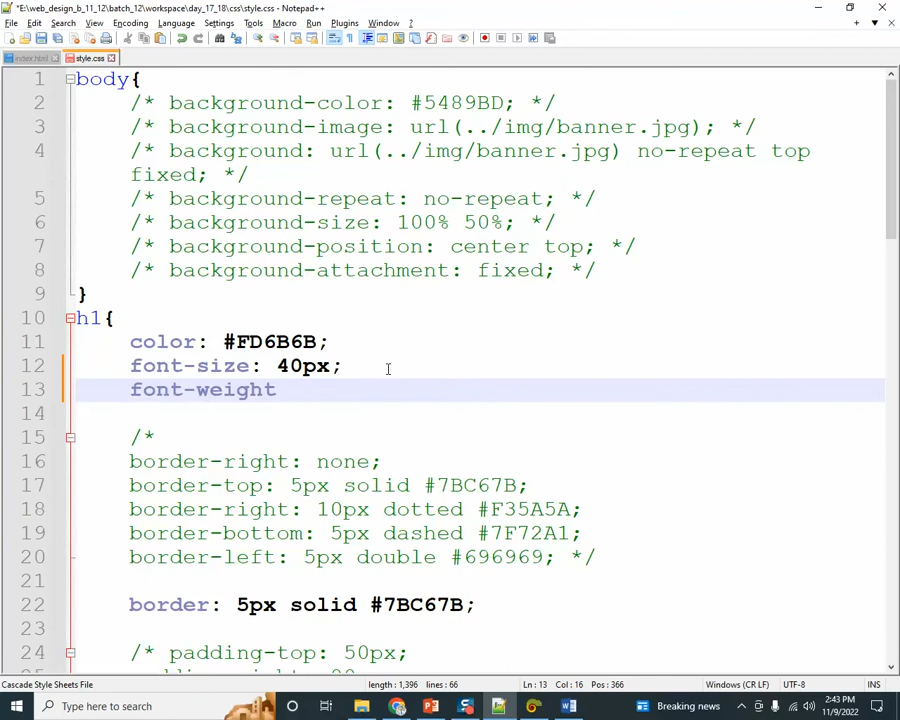 *E:\web_design_b_11_12\batch_12\workspace\day_17_18\css\style.css - Notepad++
File Edit Search View Encoding Language Settings Tools Macro Run Plugins Window ?
index.html style.css
1 body{
2 /* background-color: #5489BD; */
3 /* background-image: url(../img/banner.jpg); */
4 /* background: url(../img/banner.jpg) no-repeat top
fixed; */
5 /* background-repeat: no-repeat; */
6 /* background-size: 100% 50%; */
7 /* background-position: center top; */
8 /* background-attachment: fixed; */
9 }
10 h1{
11 color: #FD6B6B;
12 font-size: 40px;
13 font-weight
14
15 /*
16 border-right: none;
17 border-top: 5px solid #7BC67B;
18 border-right: 10px dotted #F35A5A;
19 border-bottom: 5px dashed #7F72A1;
20 border-left: 5px double #696969; */
21
22 border: 5px solid #7BC67B;
23
24 /* padding-top: 50px;
Cascade Style Sheets File length : 1,396 lines : 66 Ln : 13 Col : 16 Pos : 366 Windows (CR LF) UTF-8 INS
Type here to search Breaking news 2:43 PM
11/9/2022